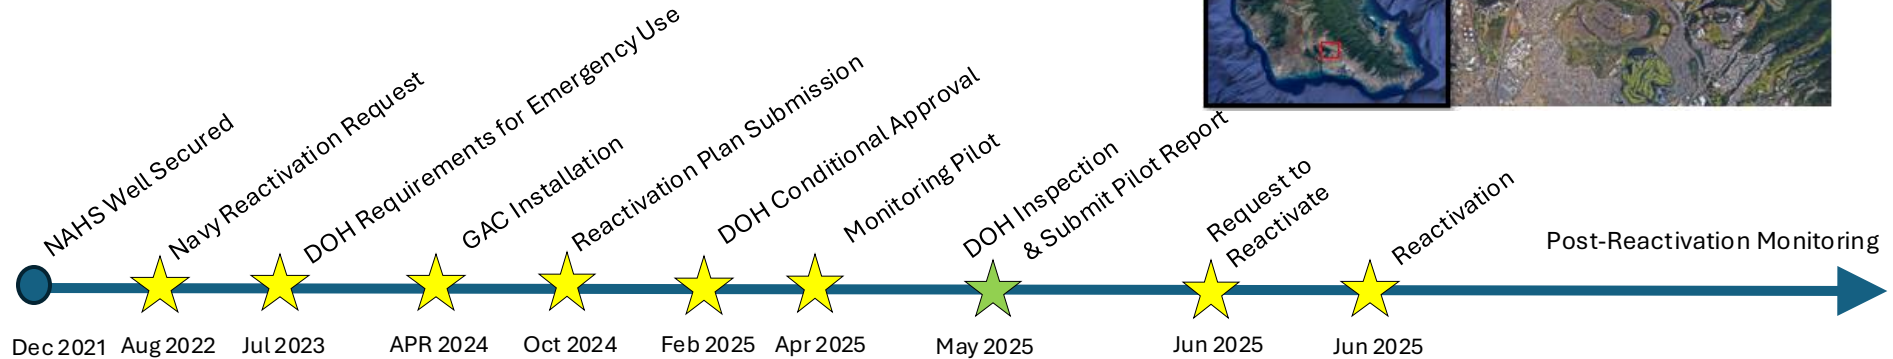 NAHS Well Secured
Navy Reactivation Request
DOH Requirements for Emergency Use
GAC Installation
Reactivation Plan Submission
DOH Conditional Approval
Monitoring Pilot
DOH Inspection
& Submit Pilot Report
Request to
Reactivate
Reactivation
Post-Reactivation Monitoring
Dec 2021
Aug 2022
Jul 2023
APR 2024
Oct 2024
Feb 2025
Apr 2025
May 2025
Jun 2025
Jun 2025